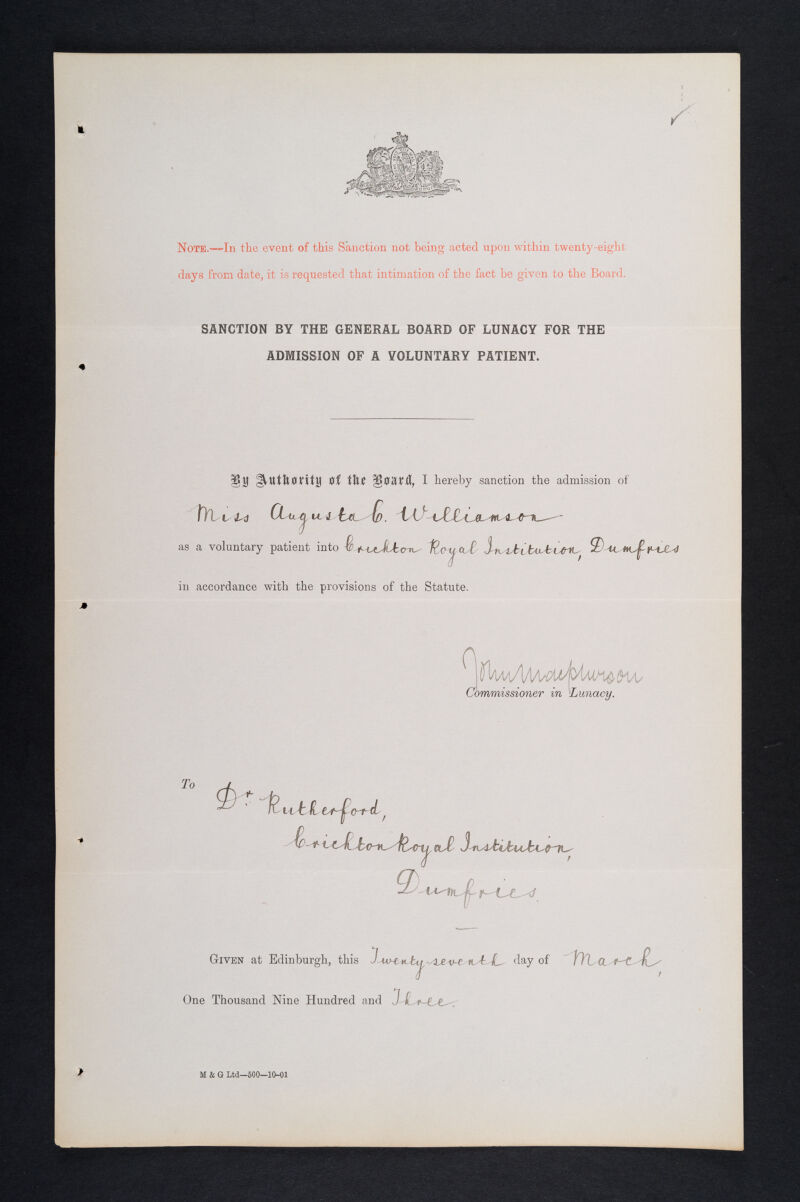 NOTE.—In the event of this Sanction not being acted upon within twenty-eight
days from date, it is requested that intimation of the fact be given to the Board.
SANCTION BY THE GENERAL BOARD OF LUNACY FOR THE
ADMISSION OF A VOLUNTARY PATIENT.
By Authority of the Board, I hereby sanction the admission of
Miss Augusta C. Williamson
as a voluntary patient into Crichton Royal Institution, Dumfries
in accordance with the provisions of the Statute.
John Macpherson
Commissioner in Lunacy.
To
Dr. Rutherford,
Crichton Royal Institution,
Dumfries.
GIVEN at Edinburgh, this Twenty-seventh day of March,
One Thousand Nine Hundred and Three.
M & G Ltd—500—10-01